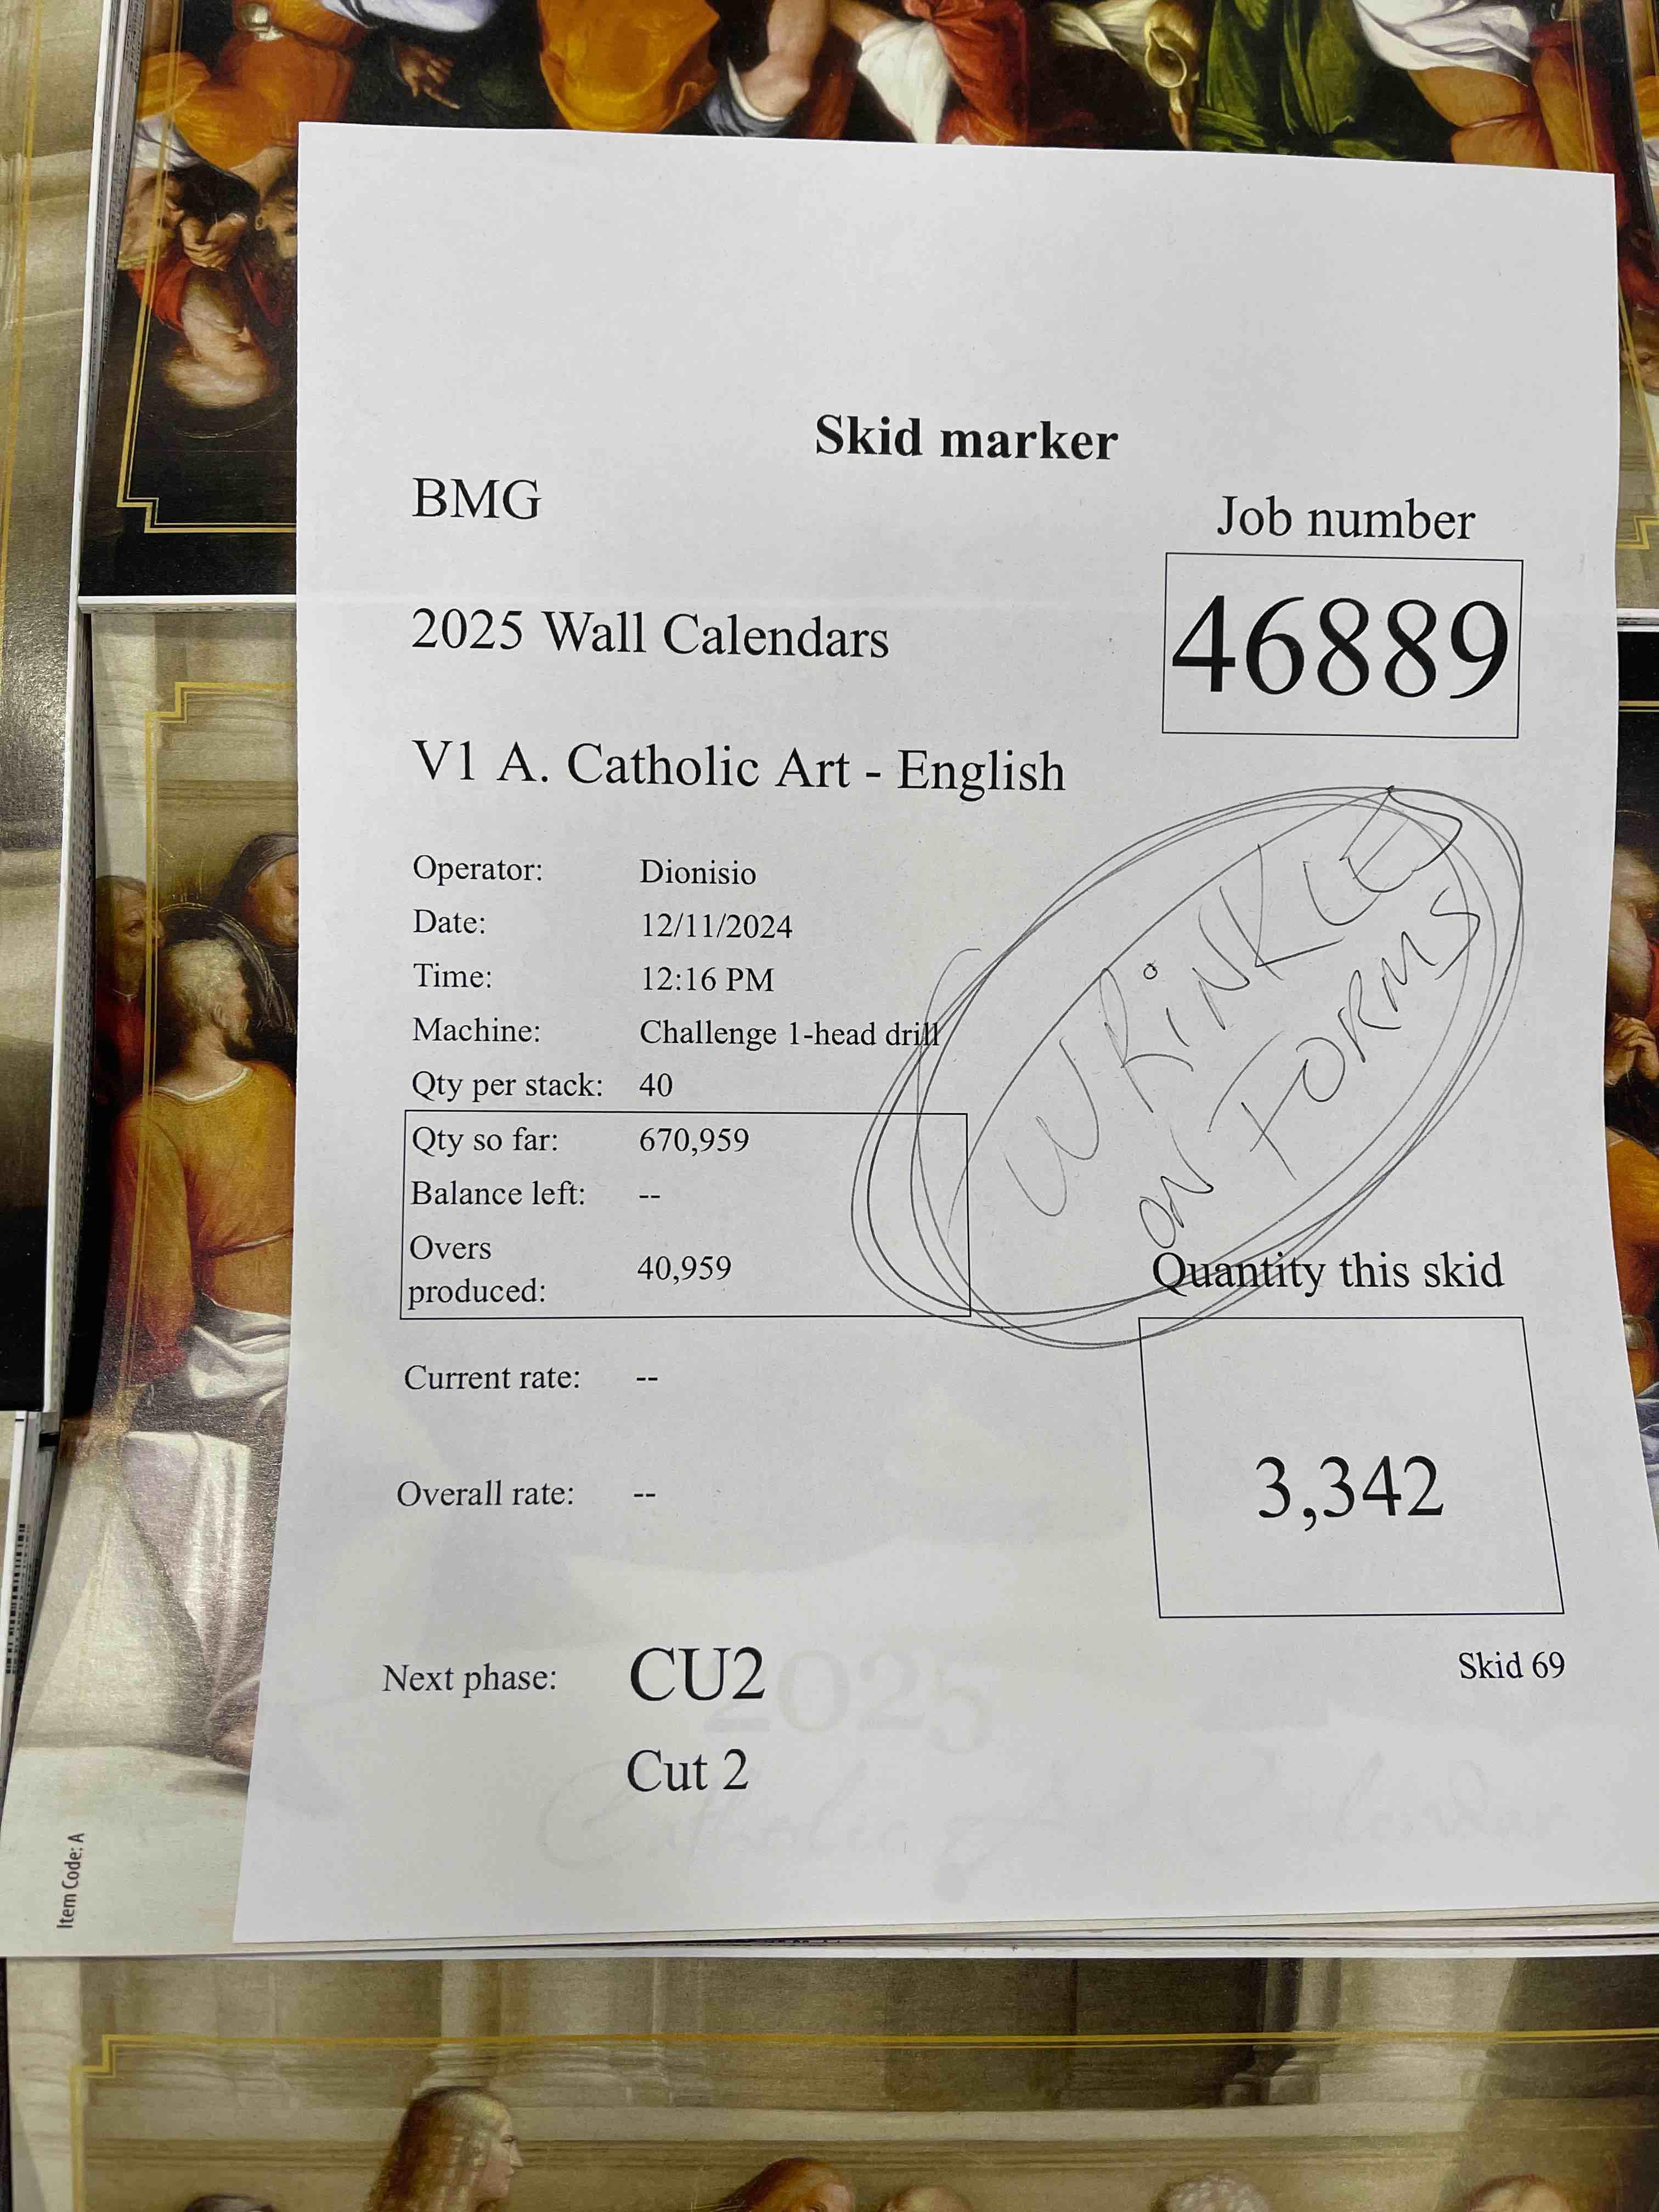 Skid marker
BMG
Job number
46889
2025 Wall Calendars
V1 A. Catholic Art - English
Operator: Dionisio
Date: 12/11/2024
Time: 12:16 PM
Machine: Challenge 1-head drill
Qty per stack: 40
Qty so far: 670,959
Balance left: --
Overs
produced: 40,959
WRiNKLES
ON FORMS
Quantity this skid
3,342
Current rate: --
Overall rate: --
Skid 69
Next phase: CU2
Cut 2
2025
Catholic Art Calendar
Item Code: A